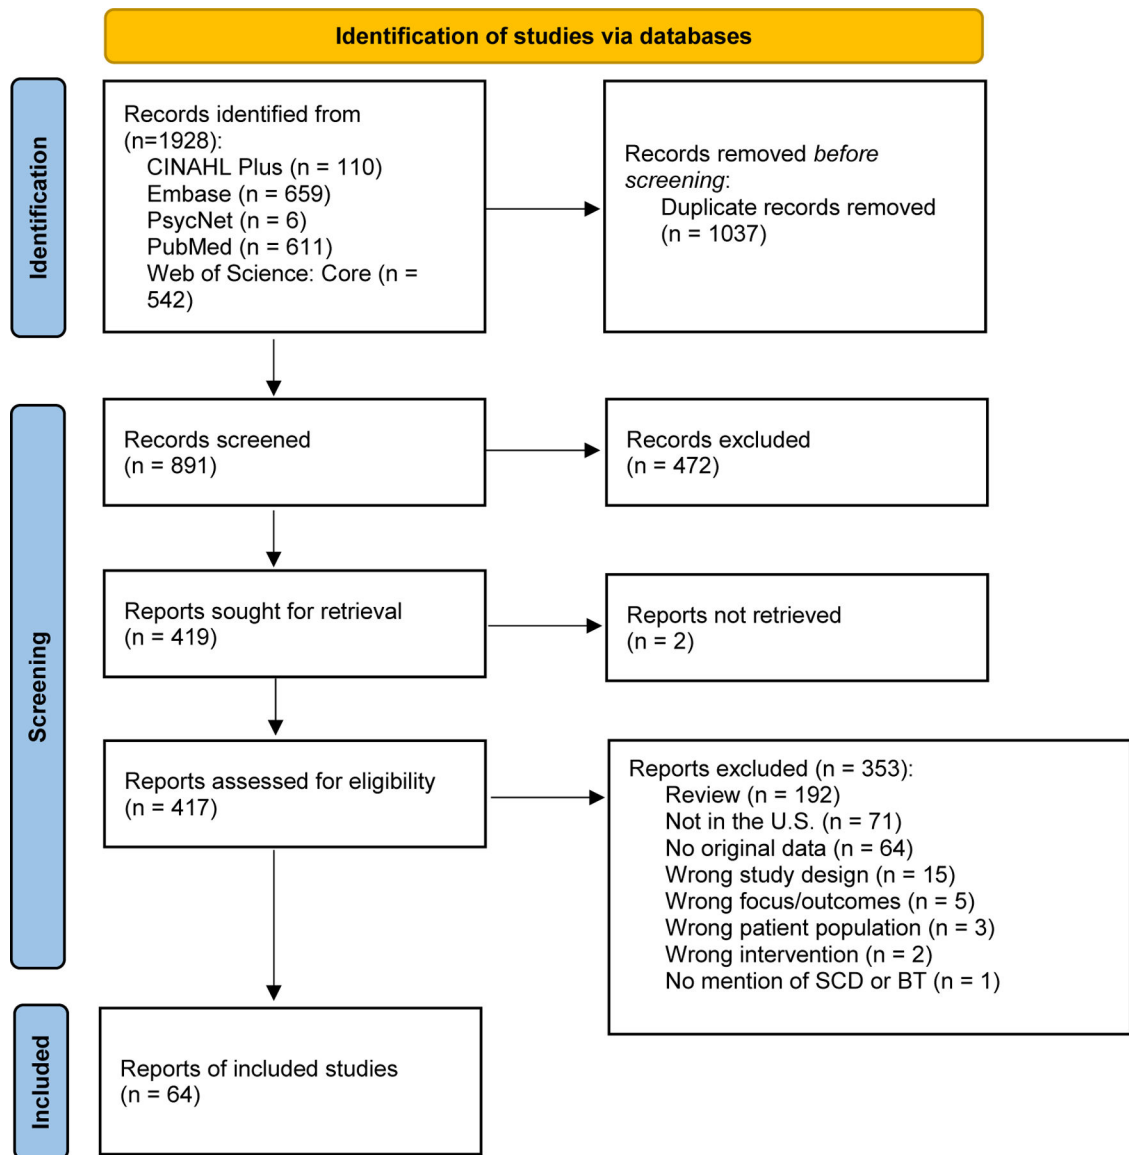 Identification of studies via databases
Identification
Records identified from
(n=1928):
CINAHL Plus (n = 110)
Embase (n = 659)
PsycNet (n = 6)
PubMed (n = 611)
Web of Science: Core (n =
542)
Records removed before
screening:
Duplicate records removed
(n = 1037)
Screening
Records screened
(n = 891)
Records excluded
(n = 472)
Reports sought for retrieval
(n = 419)
Reports not retrieved
(n = 2)
Reports assessed for eligibility
(n = 417)
Reports excluded (n = 353):
Review (n = 192)
Not in the U.S. (n = 71)
No original data (n = 64)
Wrong study design (n = 15)
Wrong focus/outcomes (n = 5)
Wrong patient population (n = 3)
Wrong intervention (n = 2)
No mention of SCD or BT (n = 1)
Included
Reports of included studies
(n = 64)